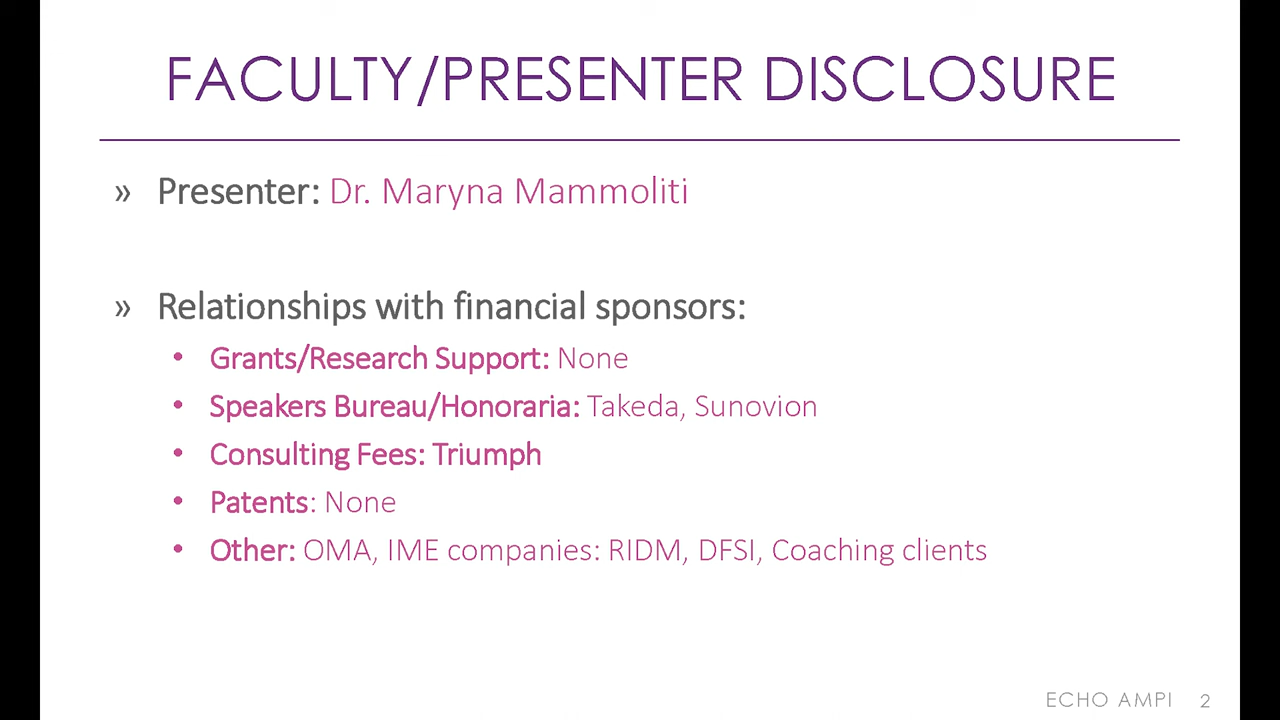 FACULTY/PRESENTER DISCLOSURE
» Presenter: Dr. Maryna Mammoliti
» Relationships with financial sponsors:
• Grants/Research Support: None
• Speakers Bureau/Honoraria: Takeda, Sunovion
• Consulting Fees: Triumph
• Patents: None
• Other: OMA, IME companies: RIDM, DFSI, Coaching clients
ECHO AMPI 2